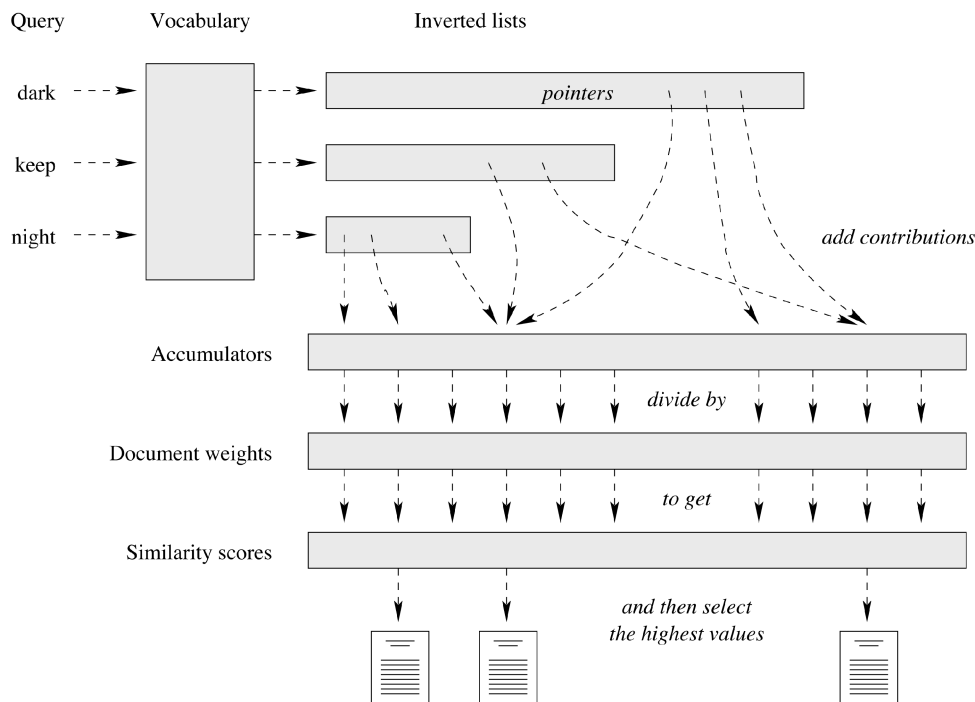 Query
Vocabulary
Inverted lists
dark
pointers
keep
night
add contributions
Accumulators
divide by
Document weights
to get
Similarity scores
and then select
the highest values